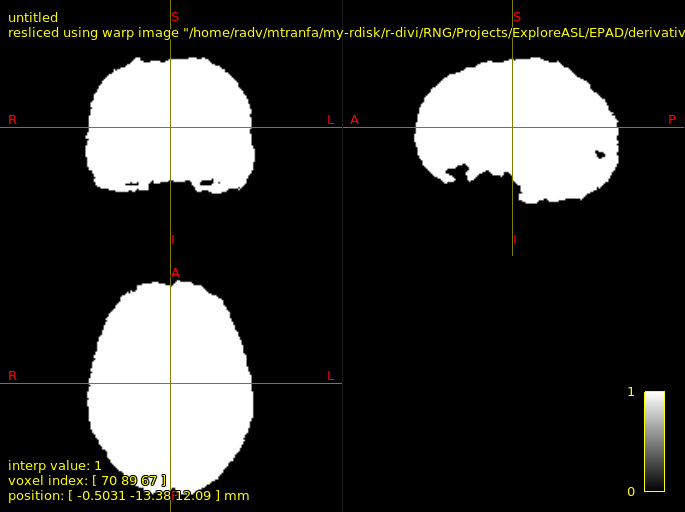 untitled
resliced using warp image "/home/radv/mtranfa/my-rdisk/r-divi/RNG/Projects/ExploreASL/EPAD/derivativ
S
S
R
L
A
P
I
I
A
R
L
1
interp value: 1
voxel index: [ 70 89 67 ]
0
position: [ -0.5031 -13.38 12.09 ] mm